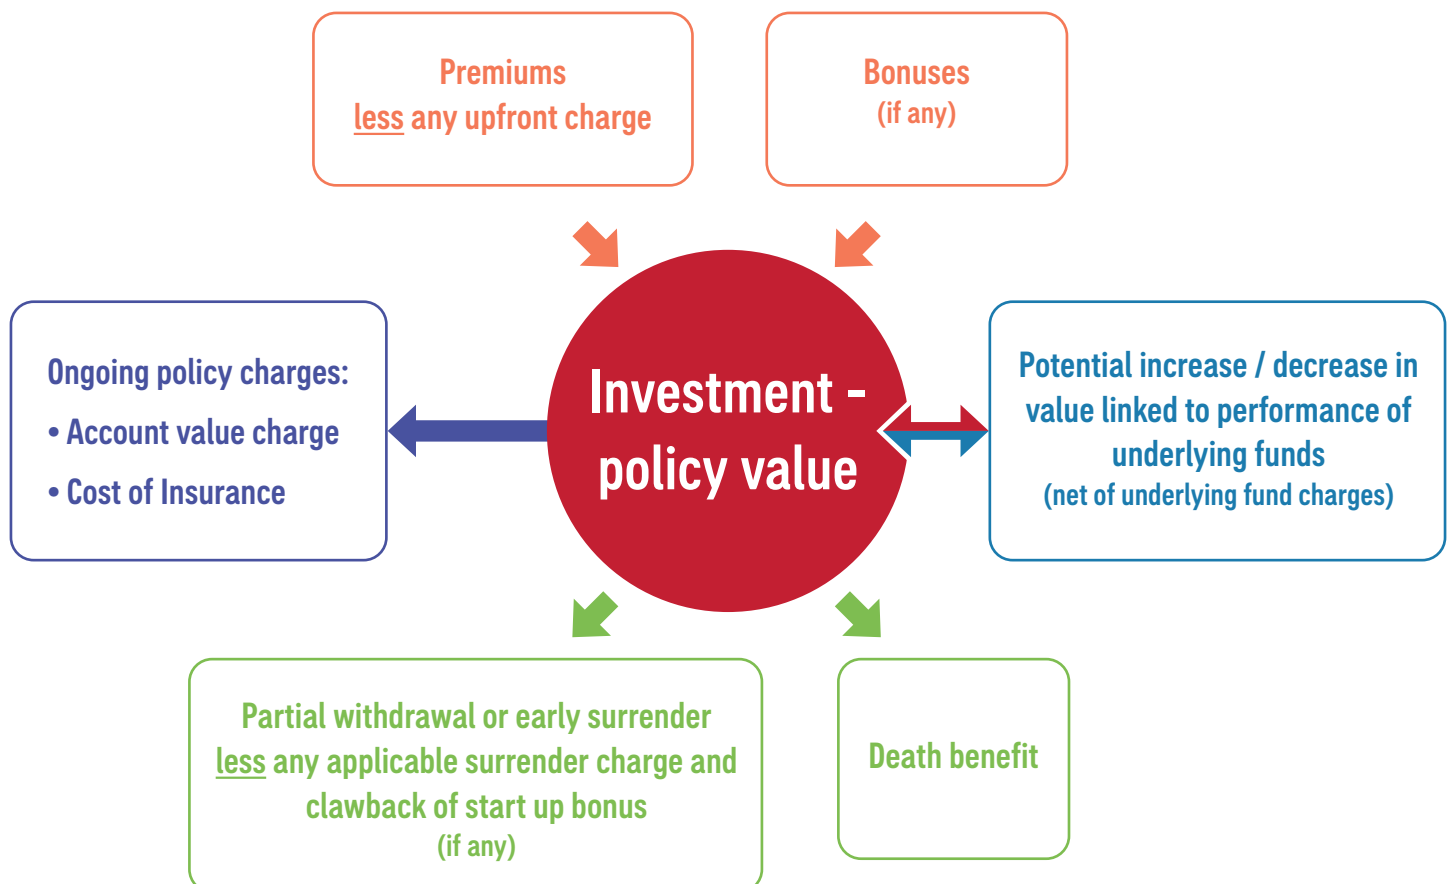 Premiums
less any upfront charge
Bonuses
(if any)
Ongoing policy charges:
• Account value charge
• Cost of Insurance
Investment -
policy value
Potential increase / decrease in
value linked to performance of
underlying funds
(net of underlying fund charges)
Partial withdrawal or early surrender
less any applicable surrender charge and
clawback of start up bonus
(if any)
Death benefit